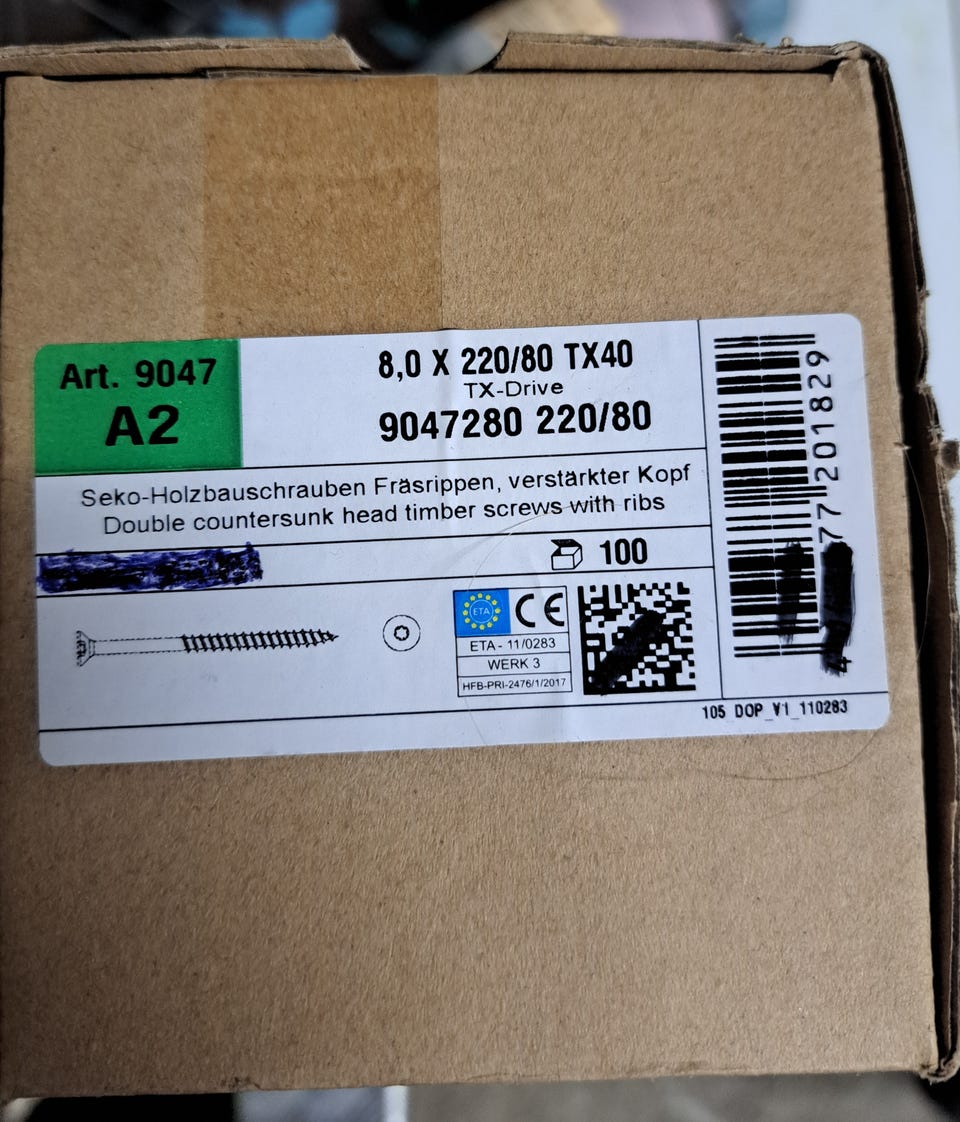 Art. 9047
A2
8,0 X 220/80 TX40
TX-Drive
9047280 220/80
Seko-Holzbauschrauben Fräsrippen, verstärkter Kopf
Double countersunk head timber screws with ribs
100
ETA
CE
ETA - 11/0283
WERK 3
HFB-PRI-2476/1/2017
105_DOP_V1_110283